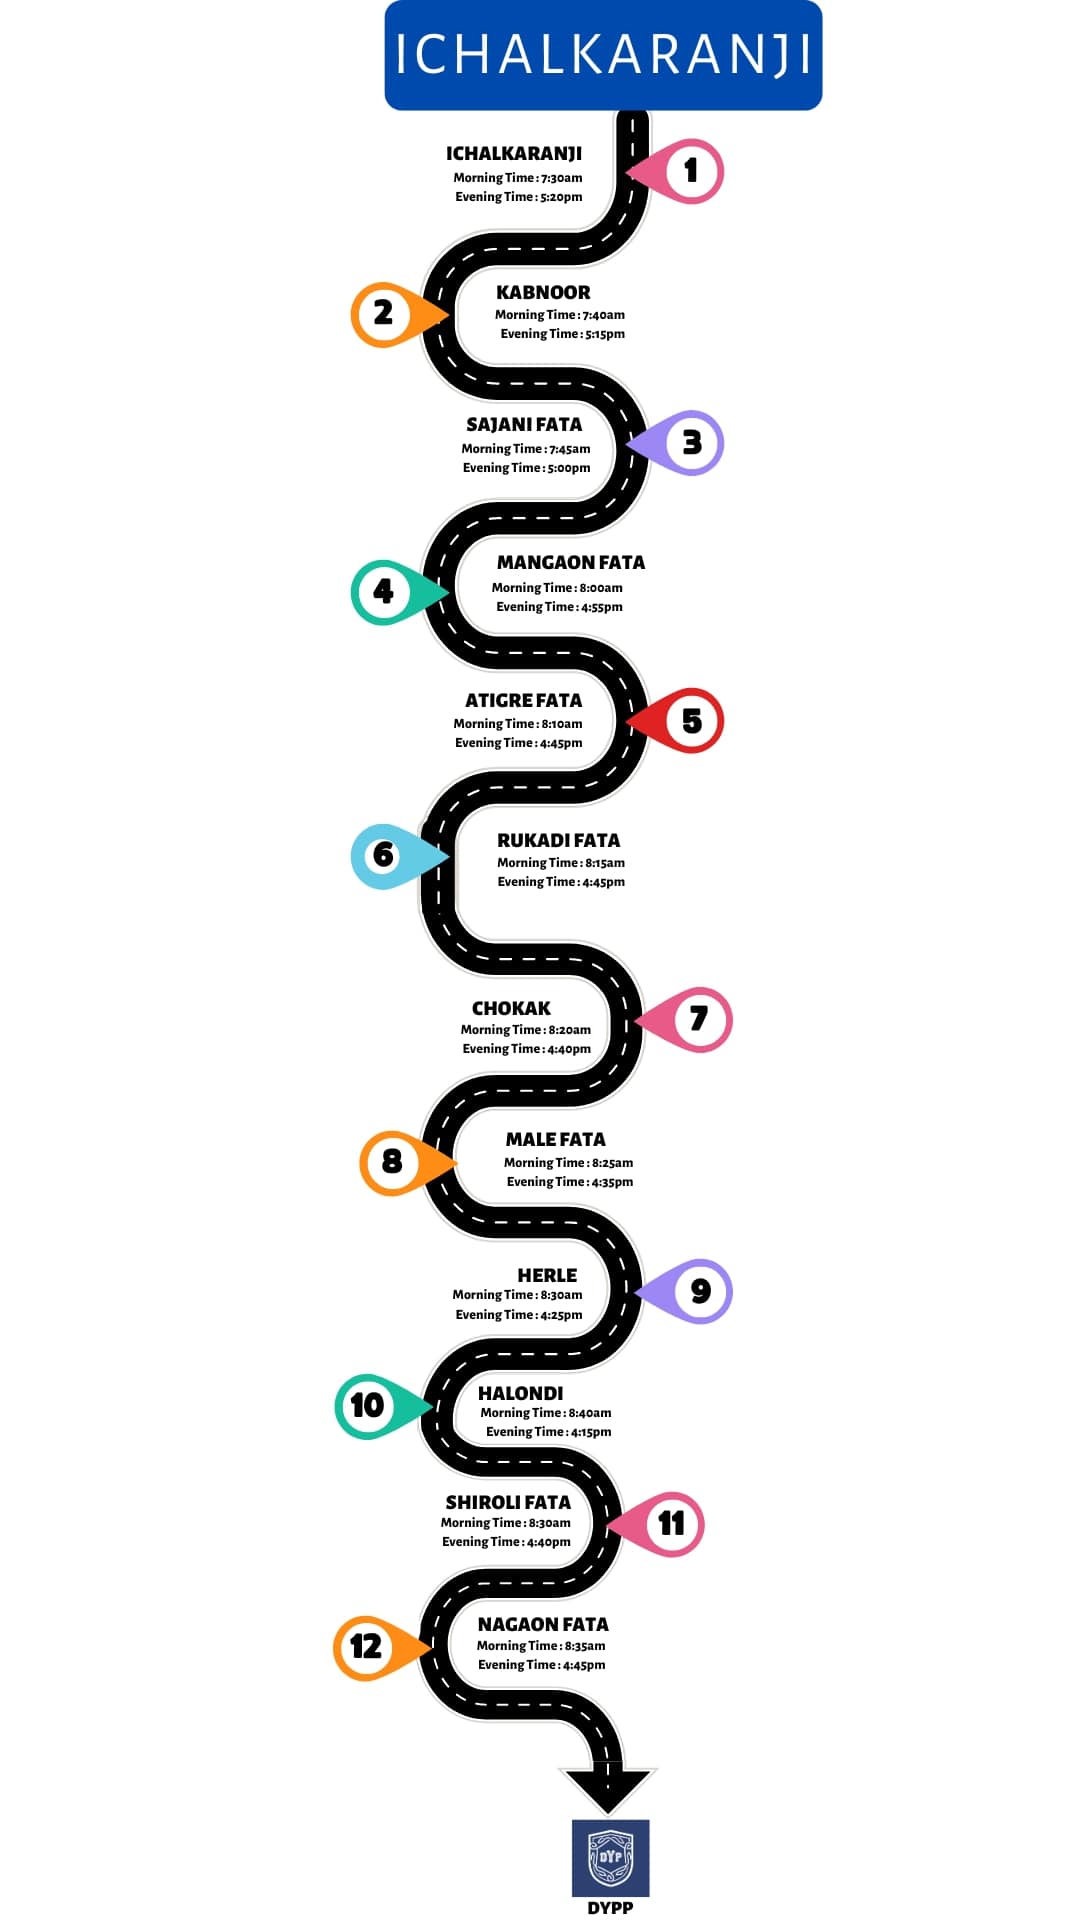 ICHALKARANJI
ICHALKARANJI
Morning Time : 7:30am
Evening Time : 5:20pm
1
2
KABNOOR
Morning Time : 7:40am
Evening Time : 5:15pm
SAJANI FATA
Morning Time : 7:45am
Evening Time : 5:00pm
3
4
MANGAON FATA
Morning Time : 8:00am
Evening Time : 4:55pm
ATIGRE FATA
Morning Time : 8:10am
Evening Time : 4:45pm
5
6
RUKADI FATA
Morning Time : 8:15am
Evening Time : 4:45pm
CHOKAK
Morning Time : 8:20am
Evening Time : 4:40pm
7
8
MALE FATA
Morning Time : 8:25am
Evening Time : 4:35pm
HERLE
Morning Time : 8:30am
Evening Time : 4:25pm
9
10
HALONDI
Morning Time : 8:40am
Evening Time : 4:15pm
SHIROLI FATA
Morning Time : 8:30am
Evening Time : 4:40pm
11
12
NAGAON FATA
Morning Time : 8:35am
Evening Time : 4:45pm
DYP
DYPP